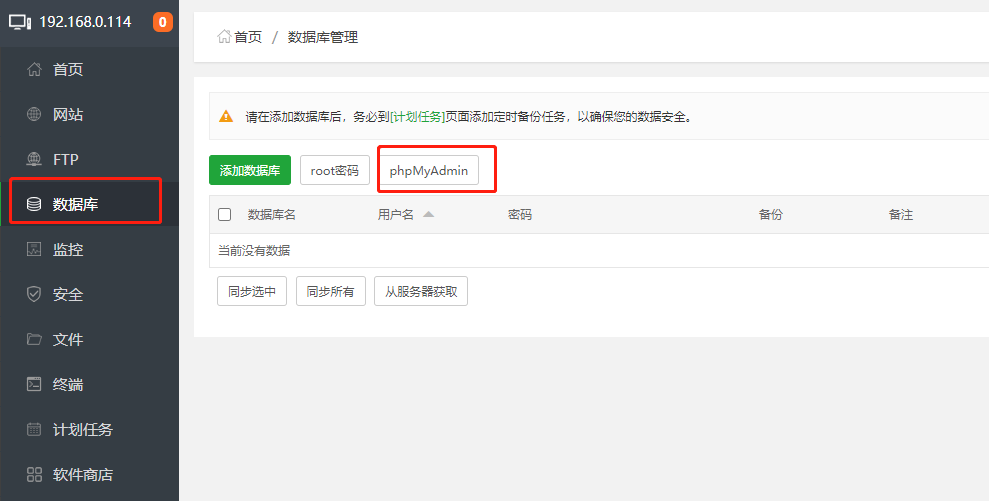 192.168.0.114 0
首页
网站
FTP
数据库
监控
安全
文件
终端
计划任务
软件商店
首页 / 数据库管理
请在添加数据库后，务必到[计划任务]页面添加定时备份任务，以确保您的数据安全。
添加数据库 root密码 phpMyAdmin
数据库名 用户名 密码 备份 备注
当前没有数据
同步选中 同步所有 从服务器获取